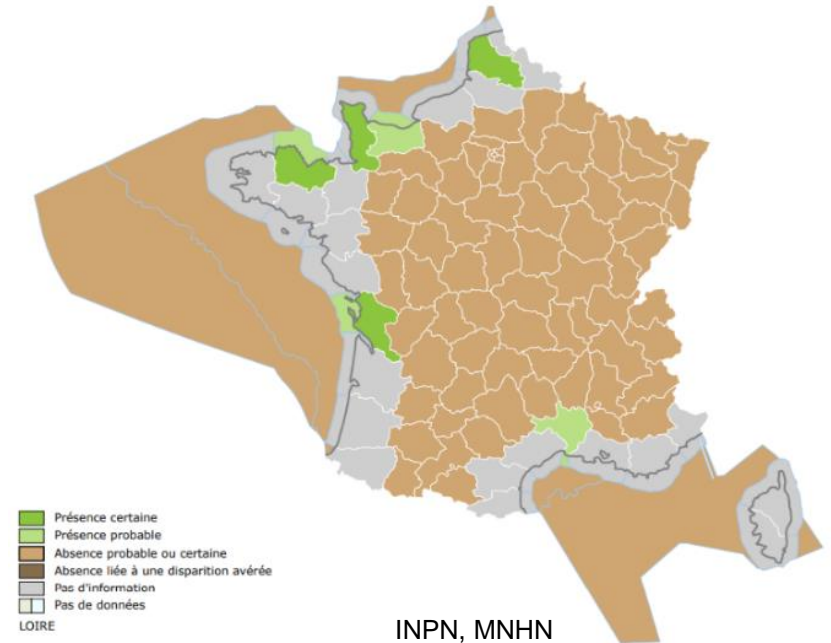 Présence certaine
Présence probable
Absence probable ou certaine
Absence liée à une disparition avérée
Pas d'information
Pas de données
LOIRE
INPN, MNHN